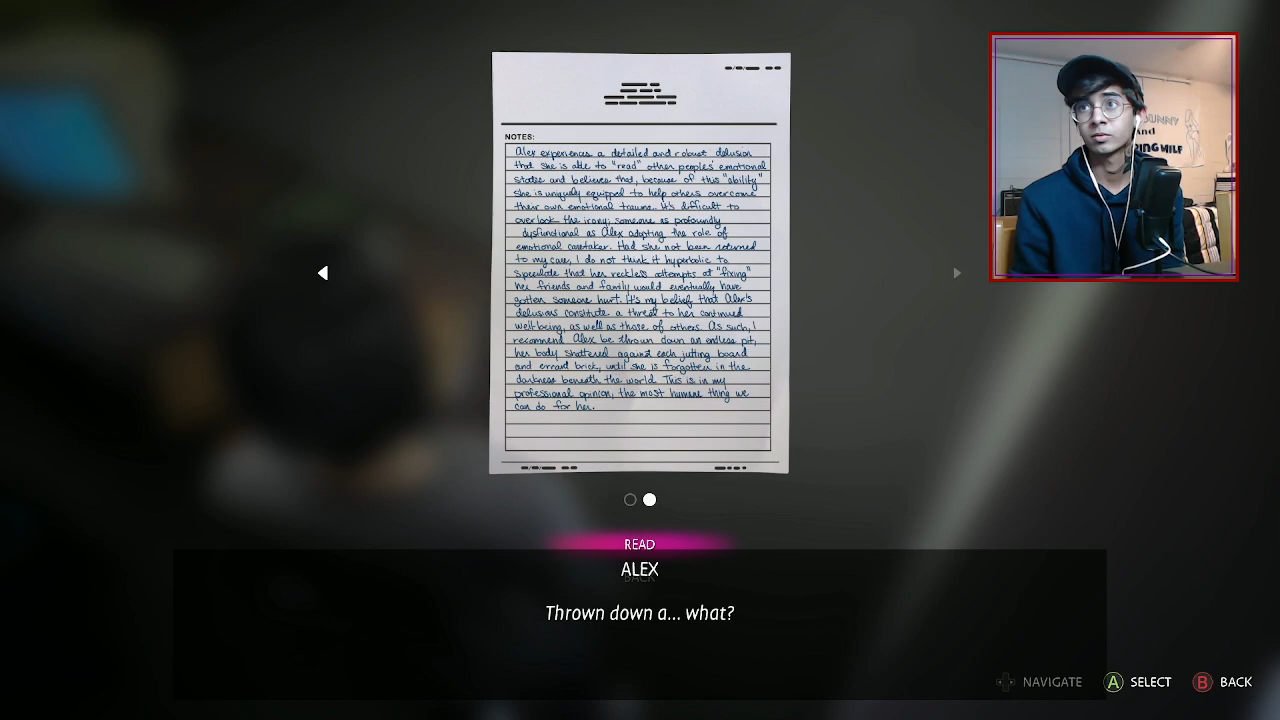 NOTES:
Alex experiences a detailed and robust delusion
that she is able to "read" other peoples' emotional
states and believes that, because of this "ability"
she is uniquely equipped to help others overcome
their own emotional trauma. It's difficult to
overlook the irony; someone as profoundly
dysfunctional as Alex adopting the role of
emotional caretaker. Had she not been returned
to my care, I do not think it hyperbolic to
speculate that her reckless attempts at "fixing"
her friends and family would eventually have
gotten someone hurt. It's my belief that Alex's
delusions constitute a threat to her continued
well-being, as well as those of others. As such, I
recommend Alex be thrown down an endless pit,
her body shattered against each jutting board
and errant brick, until she is forgotten in the
darkness beneath the world. This is in my
professional opinion, the most humane thing we
can do for her.
UNNY
And
ING MILF
READ
BACK
ALEX
Thrown down a... what?
NAVIGATE
A SELECT
B BACK